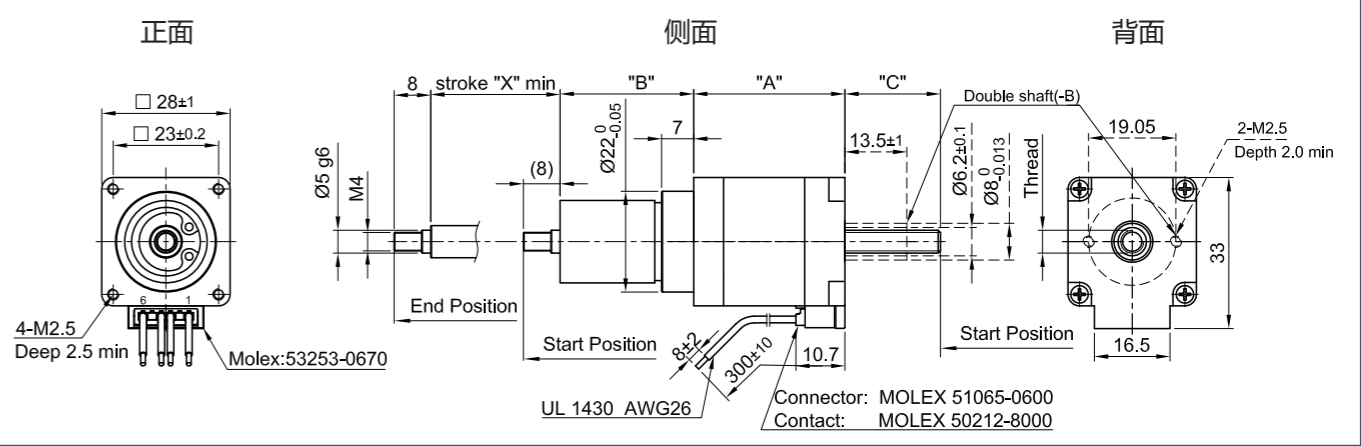 正面
侧面
背面
□ 28±1
□ 23±0.2
4-M2.5
Deep 2.5 min
6
1
Molex:53253-0670
8
stroke "X" min
"B"
"A"
"C"
Ø5 g6
M4
(8)
Ø22 0 -0.05
7
13.5±1
Ø6.2±0.1
Ø8 0 -0.013
Double shaft(-B)
End Position
Start Position
8±2
300±10
10.7
UL 1430 AWG26
Connector: MOLEX 51065-0600
Contact: MOLEX 50212-8000
Start Position
Thread
19.05
2-M2.5
Depth 2.0 min
33
16.5